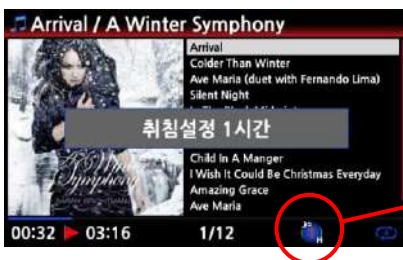 Arrival / A Winter Symphony
Arrival
Colder Than Winter
Ave Maria (duet with Fernando Lima)
Silent Night
취침설정 1시간
Child In A Manger
I Wish It Could Be Christmas Everyday
Amazing Grace
Ave Maria
A Winter
Symphony
00:32 03:16 1/12
H